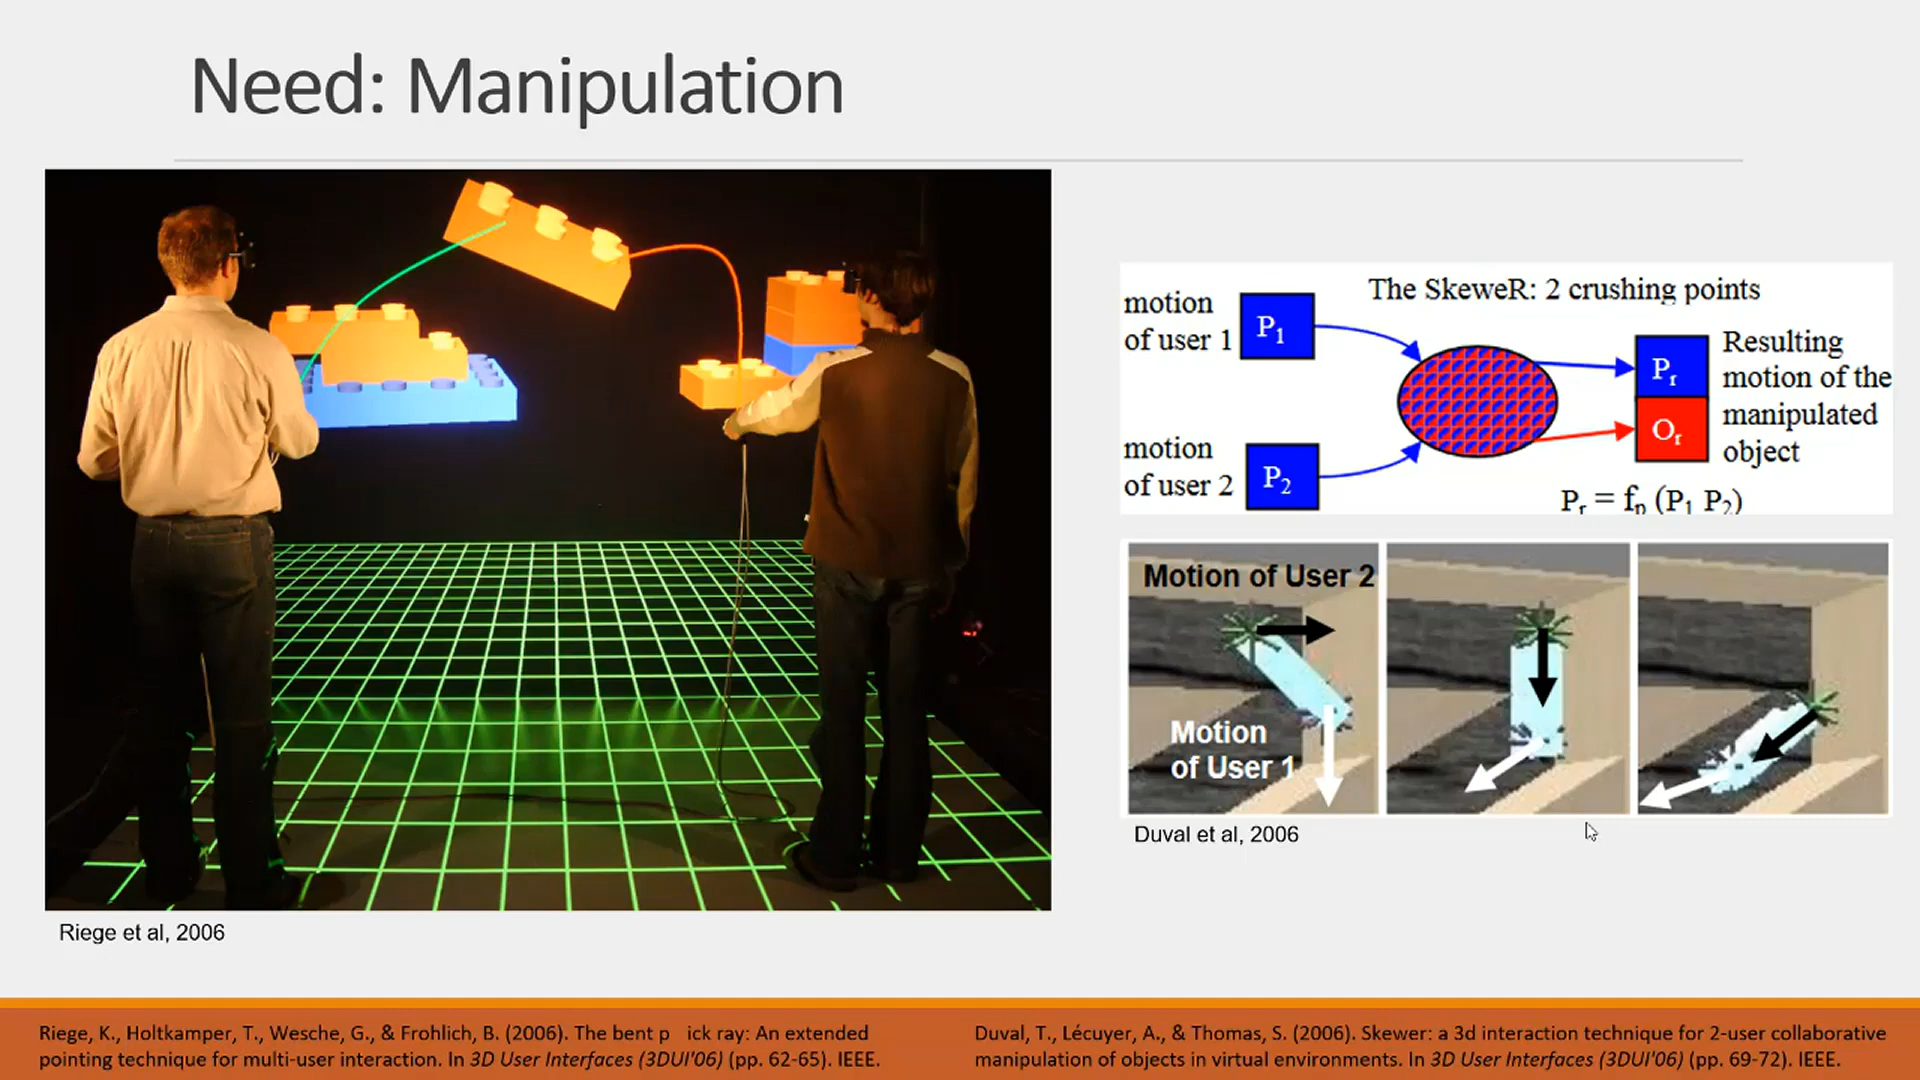 Need: Manipulation
The SkeweR: 2 crushing points
motion
of user 1
P1
motion
of user 2
P2
Pr
Or
Resulting
motion of the
manipulated
object
Pr = fp (P1 P2)
Motion of User 2
Motion
of User 1
Duval et al, 2006
Riege et al, 2006
Riege, K., Holtkamper, T., Wesche, G., & Frohlich, B. (2006). The bent p ick ray: An extended
pointing technique for multi-user interaction. In 3D User Interfaces (3DUI'06) (pp. 62-65). IEEE.
Duval, T., Lécuyer, A., & Thomas, S. (2006). Skewer: a 3d interaction technique for 2-user collaborative
manipulation of objects in virtual environments. In 3D User Interfaces (3DUI'06) (pp. 69-72). IEEE.